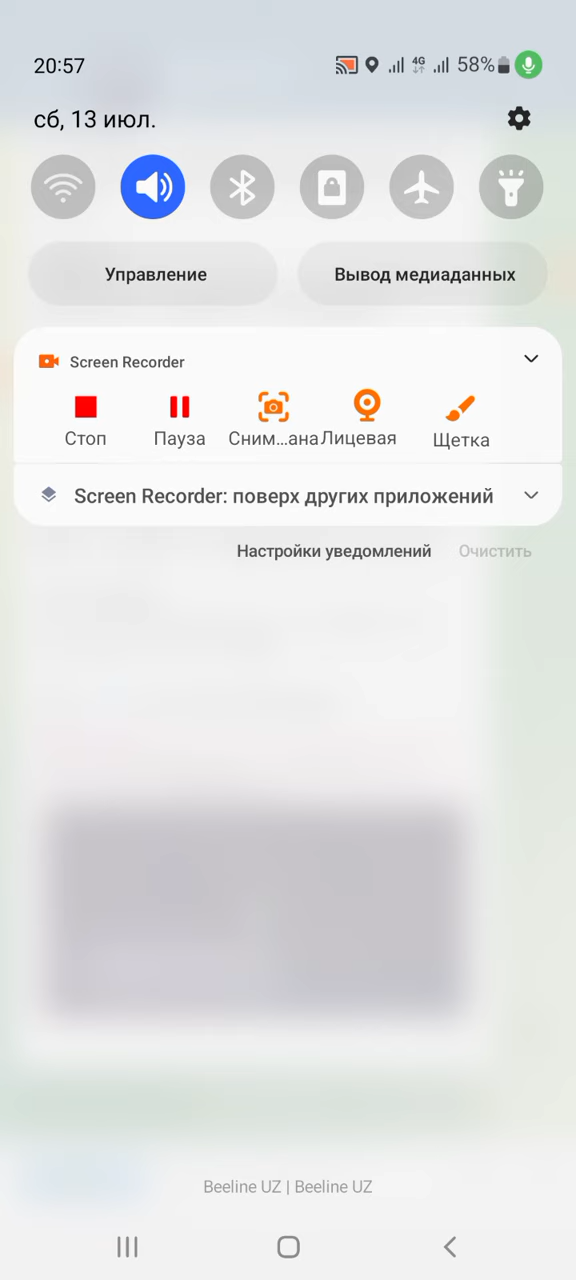 20:57 4G 58%
сб, 13 июл.
Управление Вывод медиаданных
Screen Recorder
Стоп Пауза Сним...ана Лицевая Щетка
Screen Recorder: поверх других приложений
Настройки уведомлений Очистить
Beeline UZ | Beeline UZ